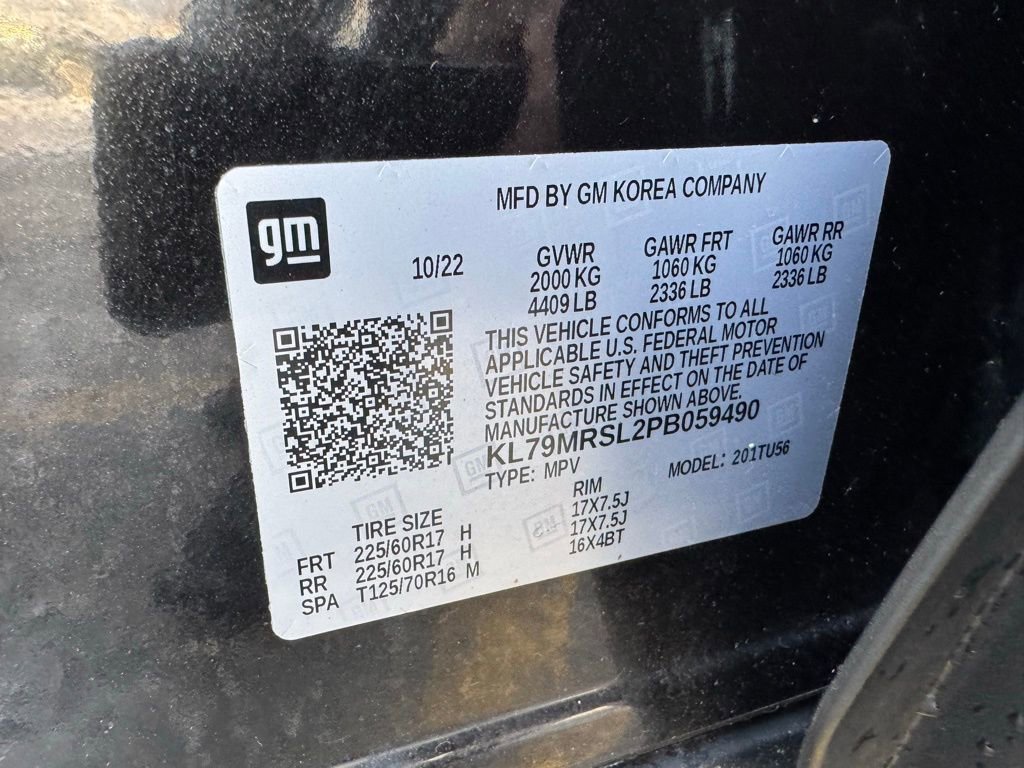 gm
MFD BY GM KOREA COMPANY
10/22
GVWR
2000 KG
4409 LB
GAWR FRT
1060 KG
2336 LB
GAWR RR
1060 KG
2336 LB
THIS VEHICLE CONFORMS TO ALL
APPLICABLE U.S. FEDERAL MOTOR
VEHICLE SAFETY AND THEFT PREVENTION
STANDARDS IN EFFECT ON THE DATE OF
MANUFACTURE SHOWN ABOVE.
KL79MRSL2PB059490
TYPE: MPV MODEL: 201TU56
TIRE SIZE RIM
FRT 225/60R17 H 17X7.5J
RR 225/60R17 H 17X7.5J
SPA T125/70R16 M 16X4BT